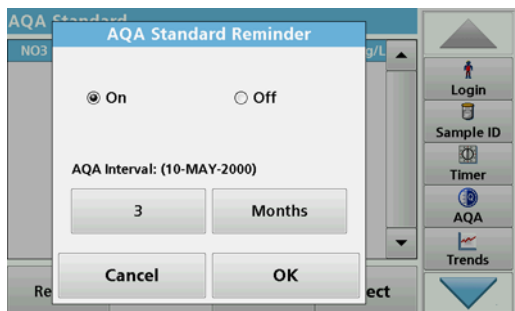 AQA Standard
AQA Standard Reminder
NO3
g/L
On
Off
AQA Interval: (10-MAY-2000)
3
Months
Cancel
OK
Re
ect
Login
Sample ID
Timer
AQA
Trends